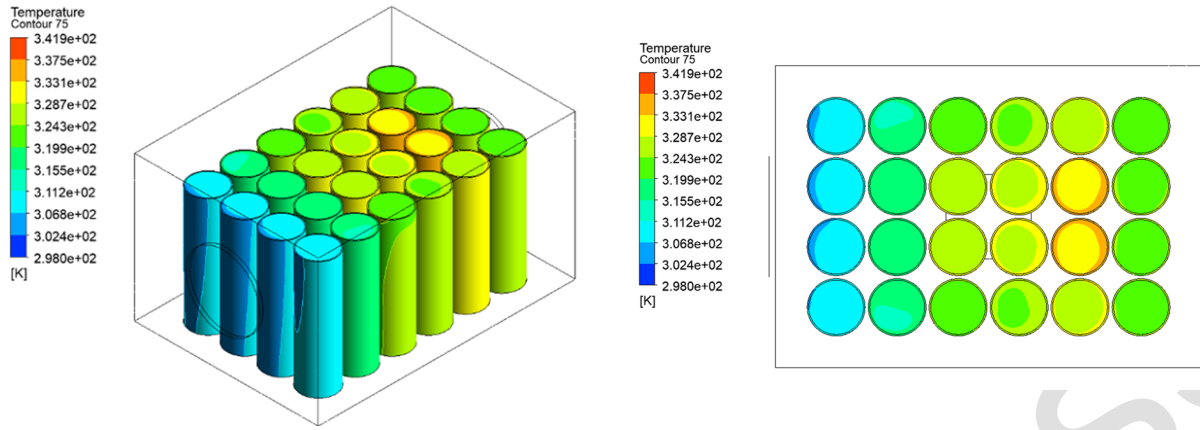 Temperature
Contour 75
3.419e+02
3.375e+02
3.331e+02
3.287e+02
3.243e+02
3.199e+02
3.155e+02
3.112e+02
3.068e+02
3.024e+02
2.980e+02
[K]
Temperature
Contour 75
3.419e+02
3.375e+02
3.331e+02
3.287e+02
3.243e+02
3.199e+02
3.155e+02
3.112e+02
3.068e+02
3.024e+02
2.980e+02
[K]